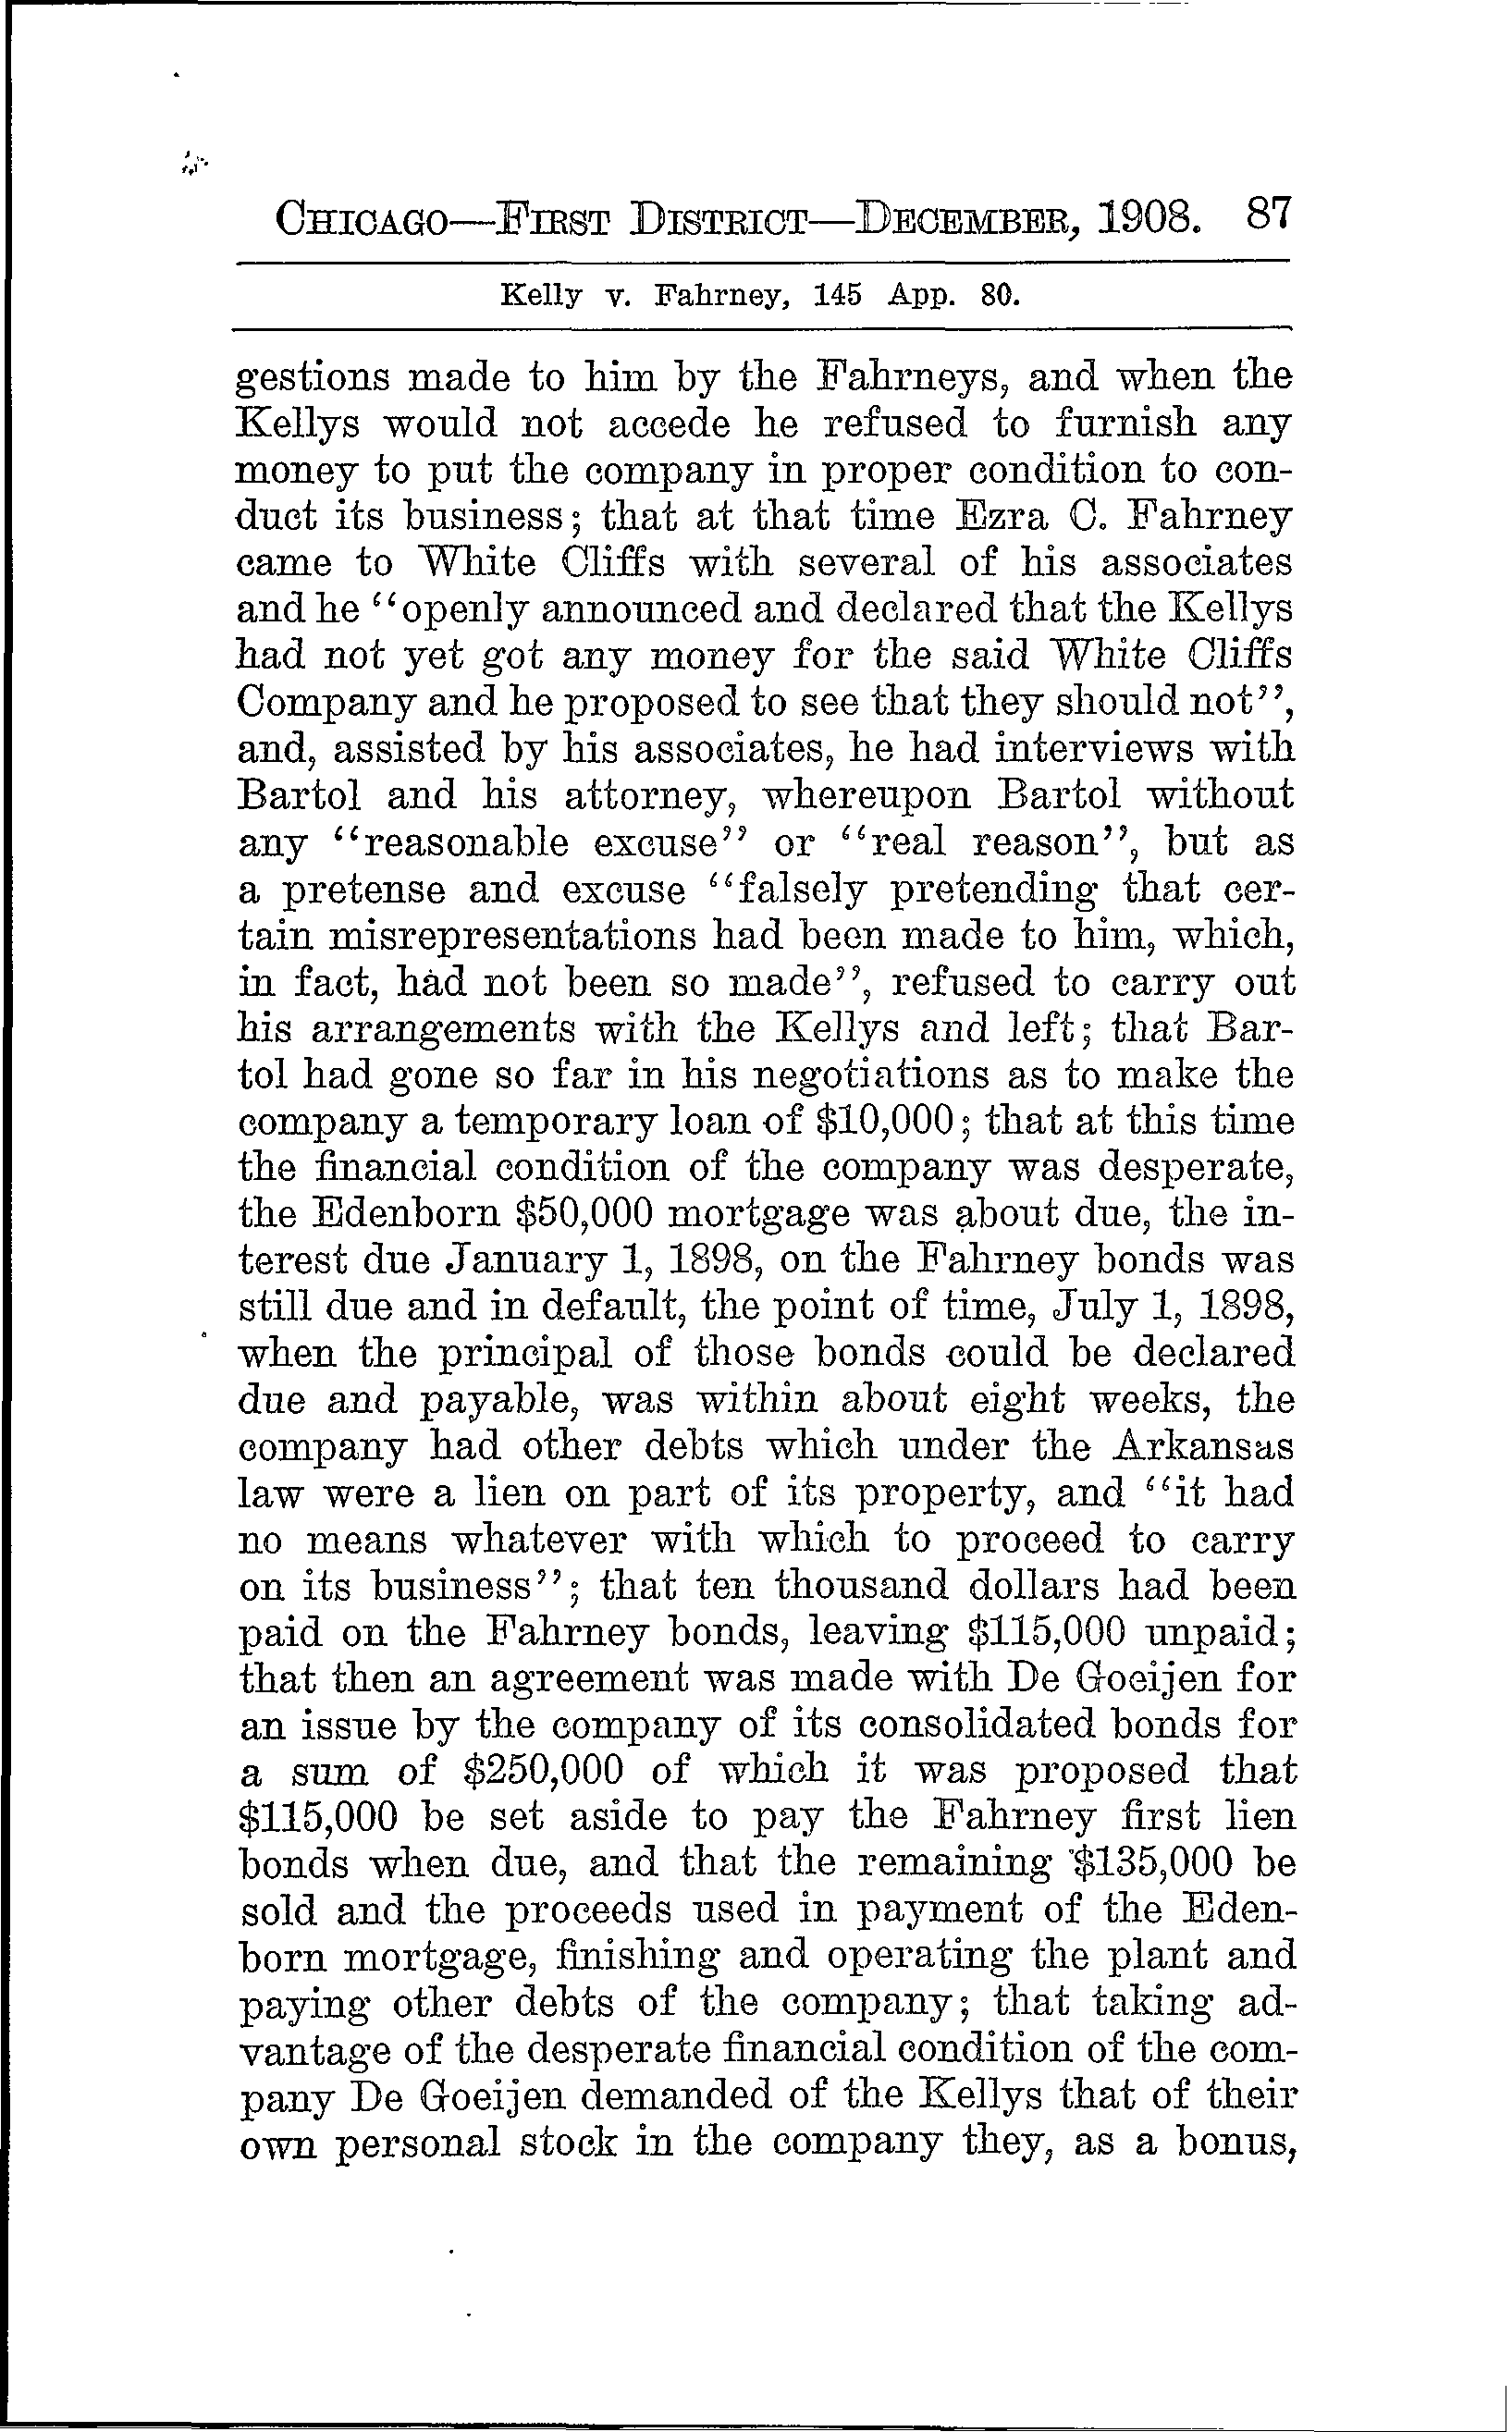 CHICAGO—FIRST DISTRICT—DECEMBER, 1908. 87
Kelly v. Fahrney, 145 App. 80.
gestions made to him by the Fahrneys, and when the
Kellys would not accede he refused to furnish any
money to put the company in proper condition to con-
duct its business; that at that time Ezra C. Fahrney
came to White Cliffs with several of his associates
and he "openly announced and declared that the Kellys
had not yet got any money for the said White Cliffs
Company and he proposed to see that they should not",
and, assisted by his associates, he had interviews with
Bartol and his attorney, whereupon Bartol without
any "reasonable excuse" or "real reason", but as
a pretense and excuse "falsely pretending that cer-
tain misrepresentations had been made to him, which,
in fact, had not been so made", refused to carry out
his arrangements with the Kellys and left; that Bar-
tol had gone so far in his negotiations as to make the
company a temporary loan of $10,000; that at this time
the financial condition of the company was desperate,
the Edenborn $50,000 mortgage was about due, the in-
terest due January 1, 1898, on the Fahrney bonds was
still due and in default, the point of time, July 1, 1898,
when the principal of those bonds could be declared
due and payable, was within about eight weeks, the
company had other debts which under the Arkansas
law were a lien on part of its property, and "it had
no means whatever with which to proceed to carry
on its business"; that ten thousand dollars had been
paid on the Fahrney bonds, leaving $115,000 unpaid;
that then an agreement was made with De Goeijen for
an issue by the company of its consolidated bonds for
a sum of $250,000 of which it was proposed that
$115,000 be set aside to pay the Fahrney first lien
bonds when due, and that the remaining $135,000 be
sold and the proceeds used in payment of the Eden-
born mortgage, finishing and operating the plant and
paying other debts of the company; that taking ad-
vantage of the desperate financial condition of the com-
pany De Goeijen demanded of the Kellys that of their
own personal stock in the company they, as a bonus,